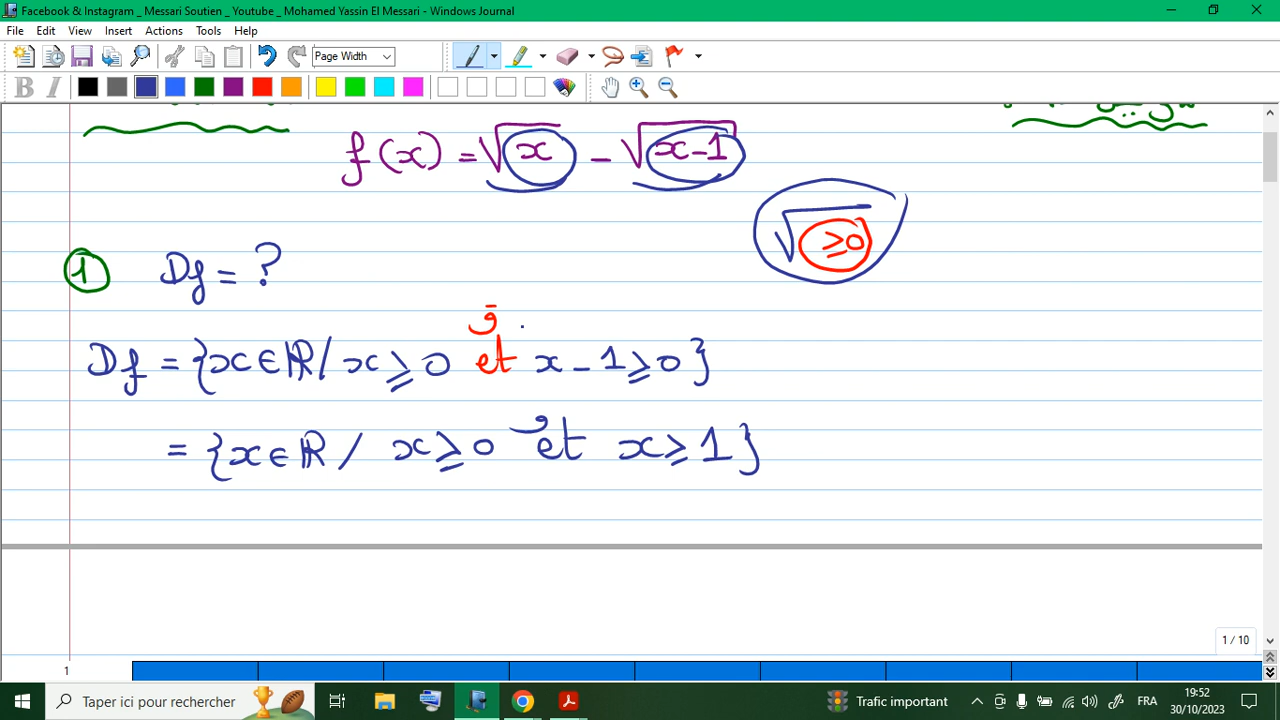 Facebook & Instagram _ Messari Soutien _ Youtube _ Mohamed Yassin El Messari - Windows Journal
File Edit View Insert Actions Tools Help
Page Width
B I
f(x) = √x - √(x-1)
√(≥0)
1 Df = ?
و
Df = {x∈ℝ / x ≥ 0 et x - 1 ≥ 0}
و
= {x∈ℝ / x ≥ 0 et x ≥ 1}
1 / 10
1
Taper ici pour rechercher
Trafic important
FRA
19:52
30/10/2023